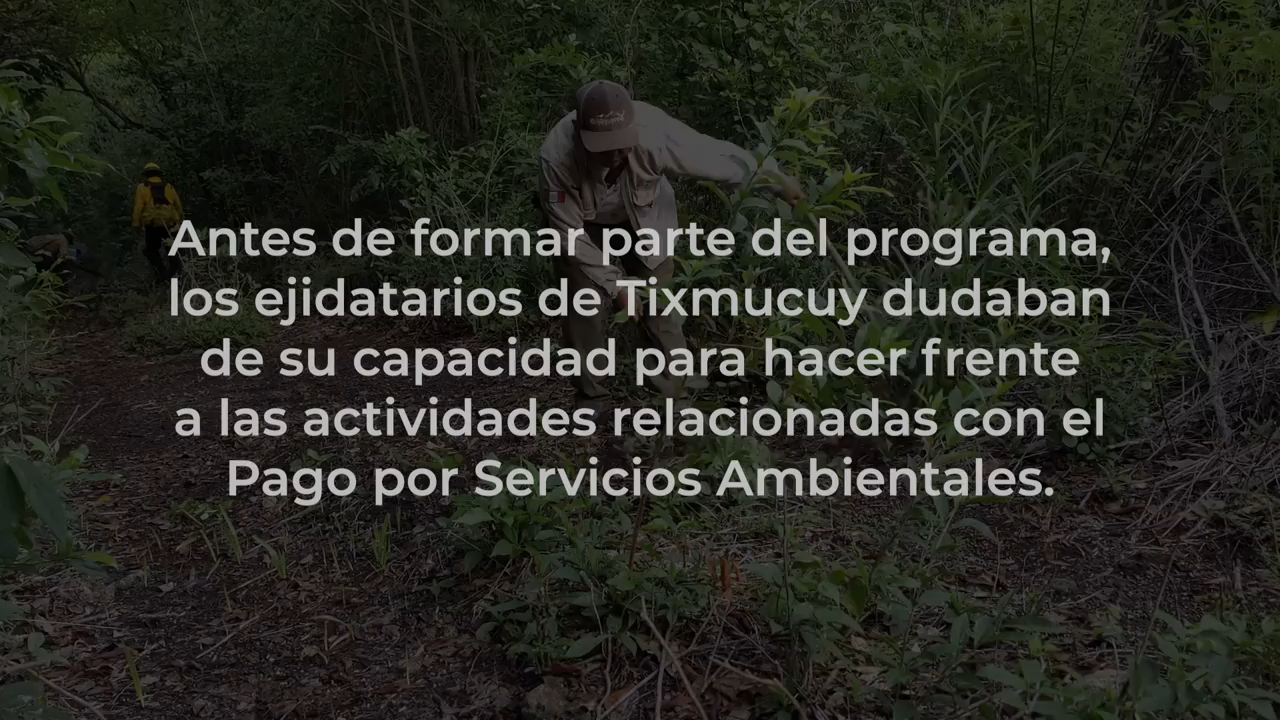 Antes de formar parte del programa,
los ejidatarios de Tixmucuy dudaban
de su capacidad para hacer frente
a las actividades relacionadas con el
Pago por Servicios Ambientales.